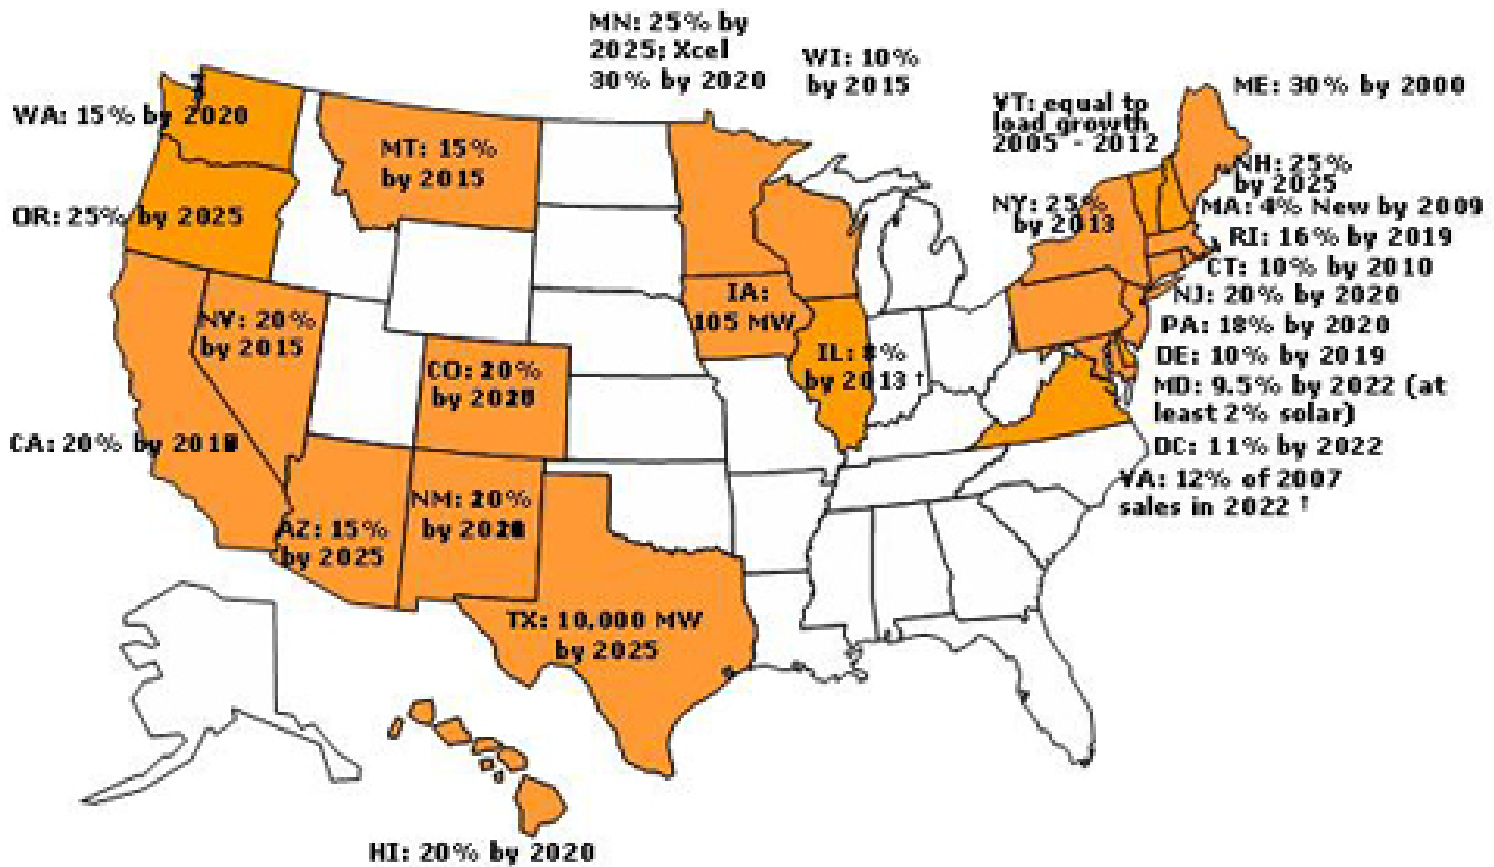 MN: 25% by
2025; Xcel
30% by 2020
WI: 10%
by 2015
ME: 30% by 2000
WA: 15% by 2020
VT: equal to
load growth
2005 - 2012
MT: 15%
by 2015
NH: 25%
by 2025
OR: 25% by 2025
NY: 25%
by 2013
MA: 4% New by 2009
RI: 16% by 2019
CT: 10% by 2010
NJ: 20% by 2020
IA:
105 MW
NV: 20%
by 2015
PA: 18% by 2020
IL: 8%
by 2013 †
DE: 10% by 2019
CO: 20%
by 2020
MD: 9.5% by 2022 (at
least 2% solar)
CA: 20% by 2010
DC: 11% by 2022
VA: 12% of 2007
sales in 2022 †
NM: 20%
by 2020
AZ: 15%
by 2025
TX: 10,000 MW
by 2025
HI: 20% by 2020